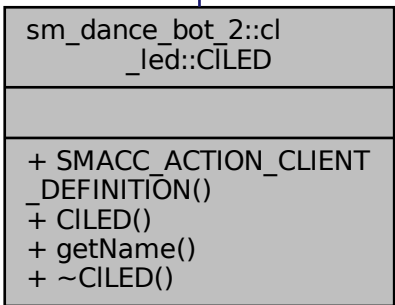 sm_dance_bot_2::cl
_led::ClLED
+ SMACC_ACTION_CLIENT
_DEFINITION()
+ ClLED()
+ getName()
+ ~ClLED()